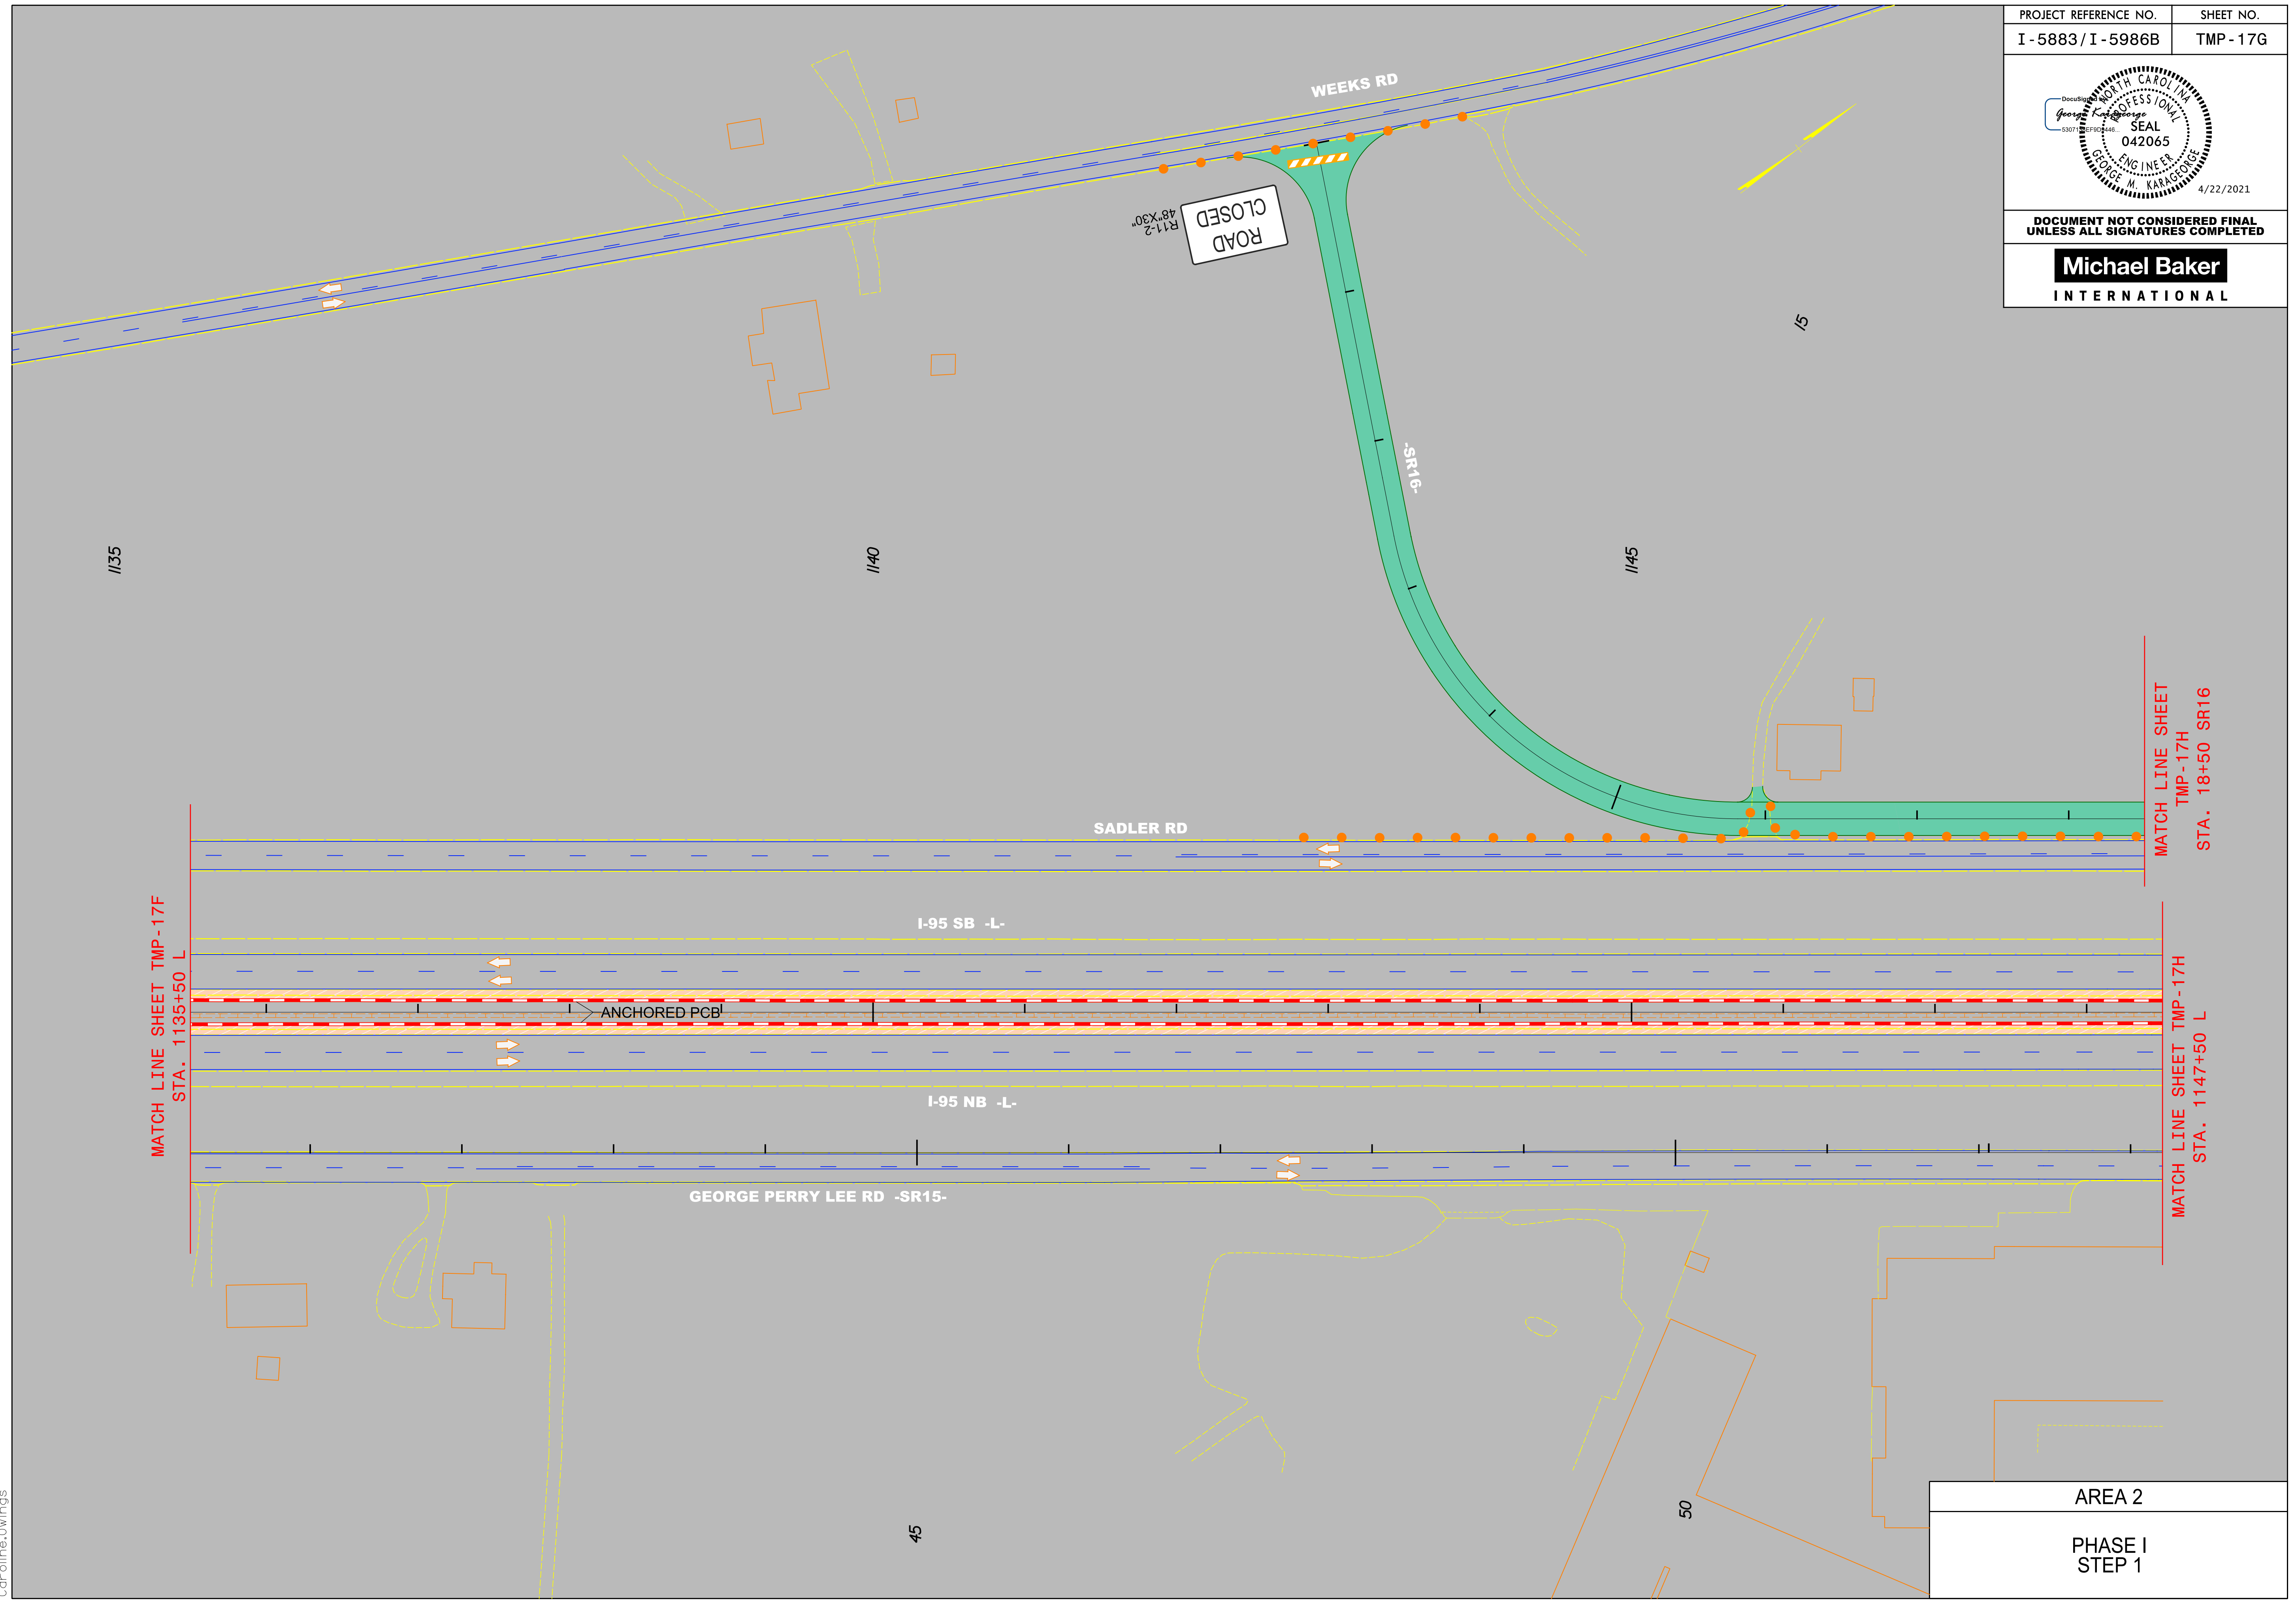 PROJECT REFERENCE NO.
SHEET NO.
I-5883/I-5986B
TMP-17G
NORTH CAROLINA
PROFESSIONAL
SEAL
042065
ENGINEER
GEORGE M. KARAGEORGE
George Karageorge
4/22/2021
DOCUMENT NOT CONSIDERED FINAL
UNLESS ALL SIGNATURES COMPLETED
Michael Baker
INTERNATIONAL
WEEKS RD
ROAD
CLOSED
R11-2
48"X30"
15
-SR16-
1135
1140
1145
MATCH LINE SHEET
TMP-17H
STA. 18+50 SR16
SADLER RD
I-95 SB -L-
MATCH LINE SHEET TMP-17F
STA. 1135+50 L
ANCHORED PCB
MATCH LINE SHEET TMP-17H
STA. 1147+50 L
I-95 NB -L-
GEORGE PERRY LEE RD -SR15-
45
50
AREA 2
PHASE I
STEP 1
Caroline.Owings